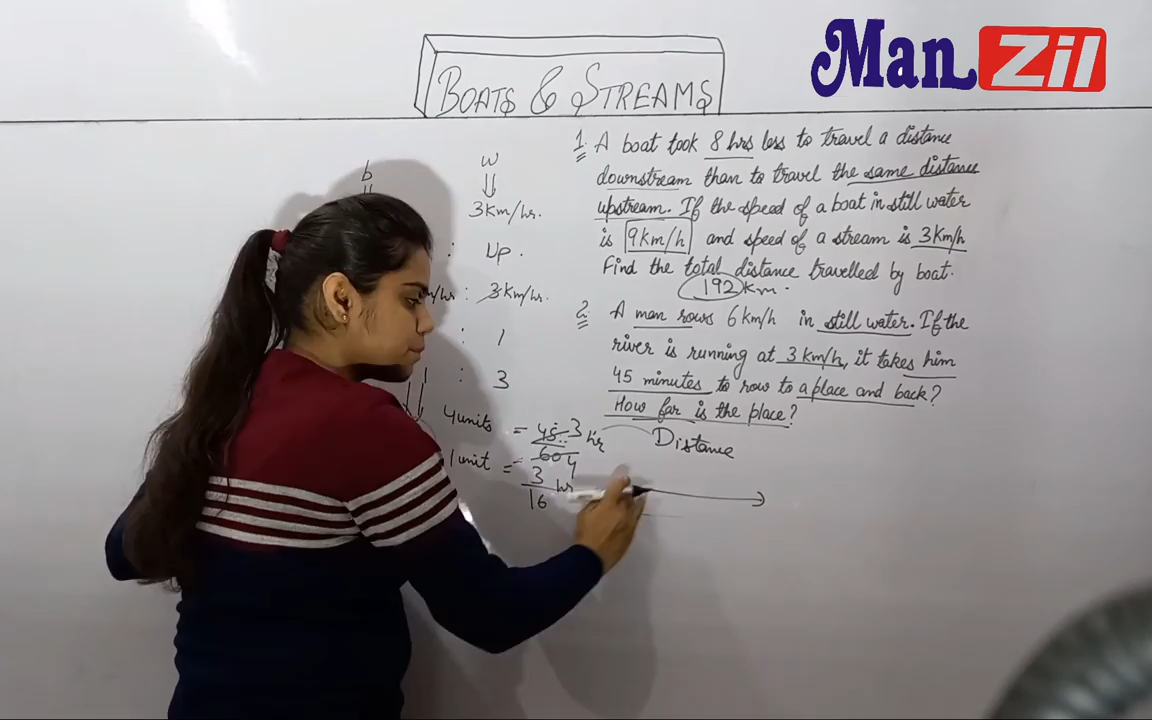 Man Zil
BOATS & STREAMS
b w
3km/hr.
: Up.
m/hr : 3km/hr.
: 1
1 : 3
4units = 45 3 hr
60 4
1unit = 3 hr
16
1. A boat took 8 hrs less to travel a distance
downstream than to travel the same distance
upstream. If the speed of a boat in still water
is 9km/h and speed of a stream is 3km/h
Find the total distance travelled by boat.
192 km.
2. A man rows 6 km/h in still water. If the
river is running at 3 km/h, it takes him
45 minutes to row to a place and back?
How far is the place?
Distance